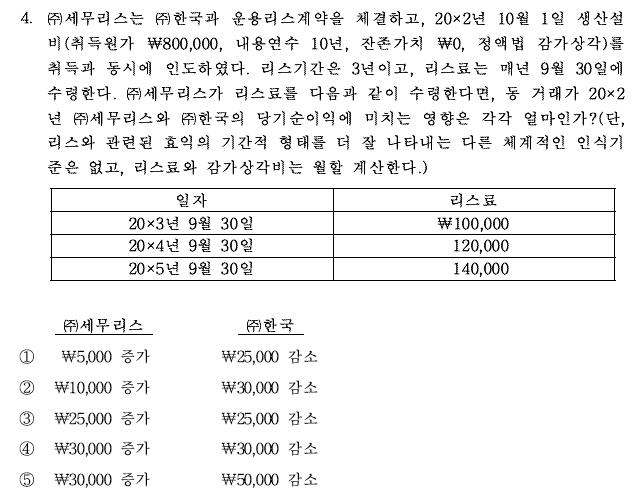 4. ㈜세무리스는 ㈜한국과 운용리스계약을 체결하고, 20×2년 10월 1일 생산설
비(취득원가 ₩800,000, 내용연수 10년, 잔존가치 ₩0, 정액법 감가상각)를
취득과 동시에 인도하였다. 리스기간은 3년이고, 리스료는 매년 9월 30일에
수령한다. ㈜세무리스가 리스료를 다음과 같이 수령한다면, 동 거래가 20×2
년 ㈜세무리스와 ㈜한국의 당기순이익에 미치는 영향은 각각 얼마인가?(단,
리스와 관련된 효익의 기간적 형태를 더 잘 나타내는 다른 체계적인 인식기
준은 없고, 리스료와 감가상각비는 월할 계산한다.)
일자 리스료
20×3년 9월 30일 ₩100,000
20×4년 9월 30일 120,000
20×5년 9월 30일 140,000
㈜세무리스 ㈜한국
① ₩5,000 증가 ₩25,000 감소
② ₩10,000 증가 ₩30,000 감소
③ ₩25,000 증가 ₩25,000 감소
④ ₩30,000 증가 ₩30,000 감소
⑤ ₩30,000 증가 ₩50,000 감소